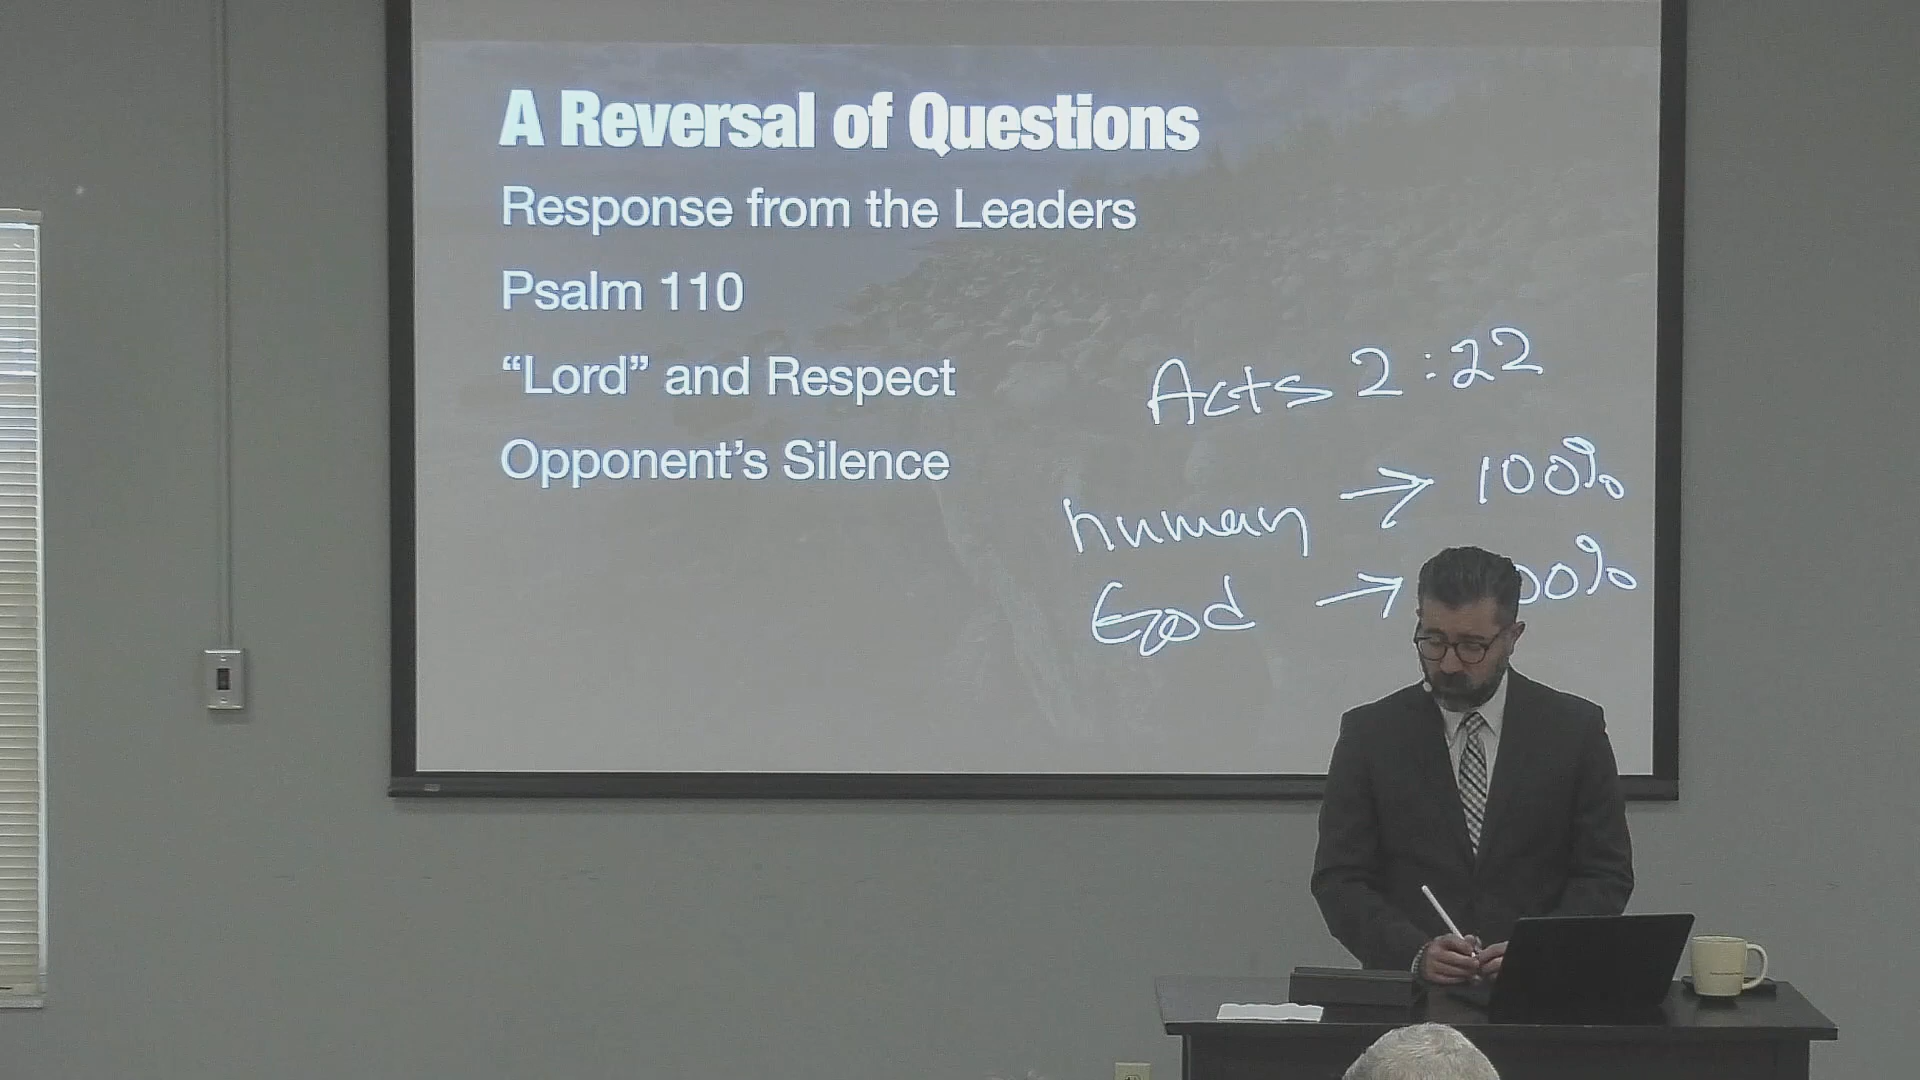 A Reversal of Questions
Response from the Leaders
Psalm 110
“Lord” and Respect
Opponent’s Silence
Acts 2:22
human → 100%
God → 00%